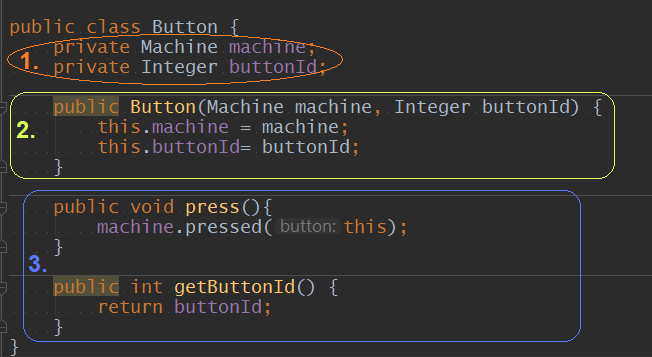 public class Button {
1. private Machine machine;
private Integer buttonId;
public Button(Machine machine, Integer buttonId) {
2. this.machine = machine;
this.buttonId= buttonId;
}
public void press(){
machine.pressed( button: this);
}
3.
public int getButtonId() {
return buttonId;
}
}